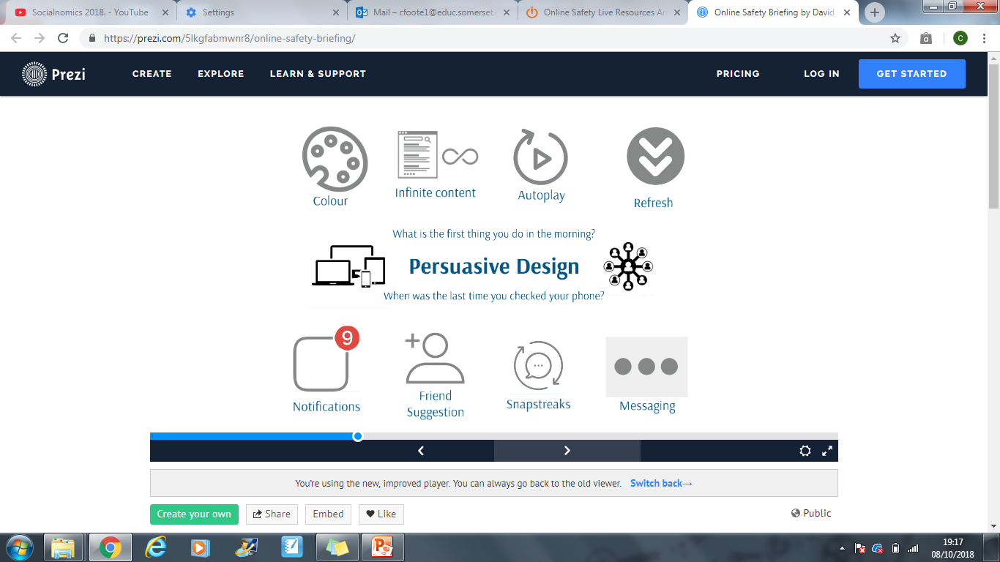 Socialnomics 2018. - YouTube
Settings
Mail – cfoote1@educ.somerset.
Online Safety Live Resources An
Online Safety Briefing by David
https://prezi.com/5lkgfabmwnr8/online-safety-briefing/
a
C
Prezi
CREATE
EXPLORE
LEARN & SUPPORT
PRICING
LOG IN
GET STARTED
Colour
Infinite content
Autoplay
Refresh
What is the first thing you do in the morning?
Persuasive Design
When was the last time you checked your phone?
9
Notifications
Friend
Suggestion
Snapstreaks
Messaging
You're using the new, improved player. You can always go back to the old viewer. Switch back→
Create your own
Share
Embed
Like
Public
19:17
08/10/2018